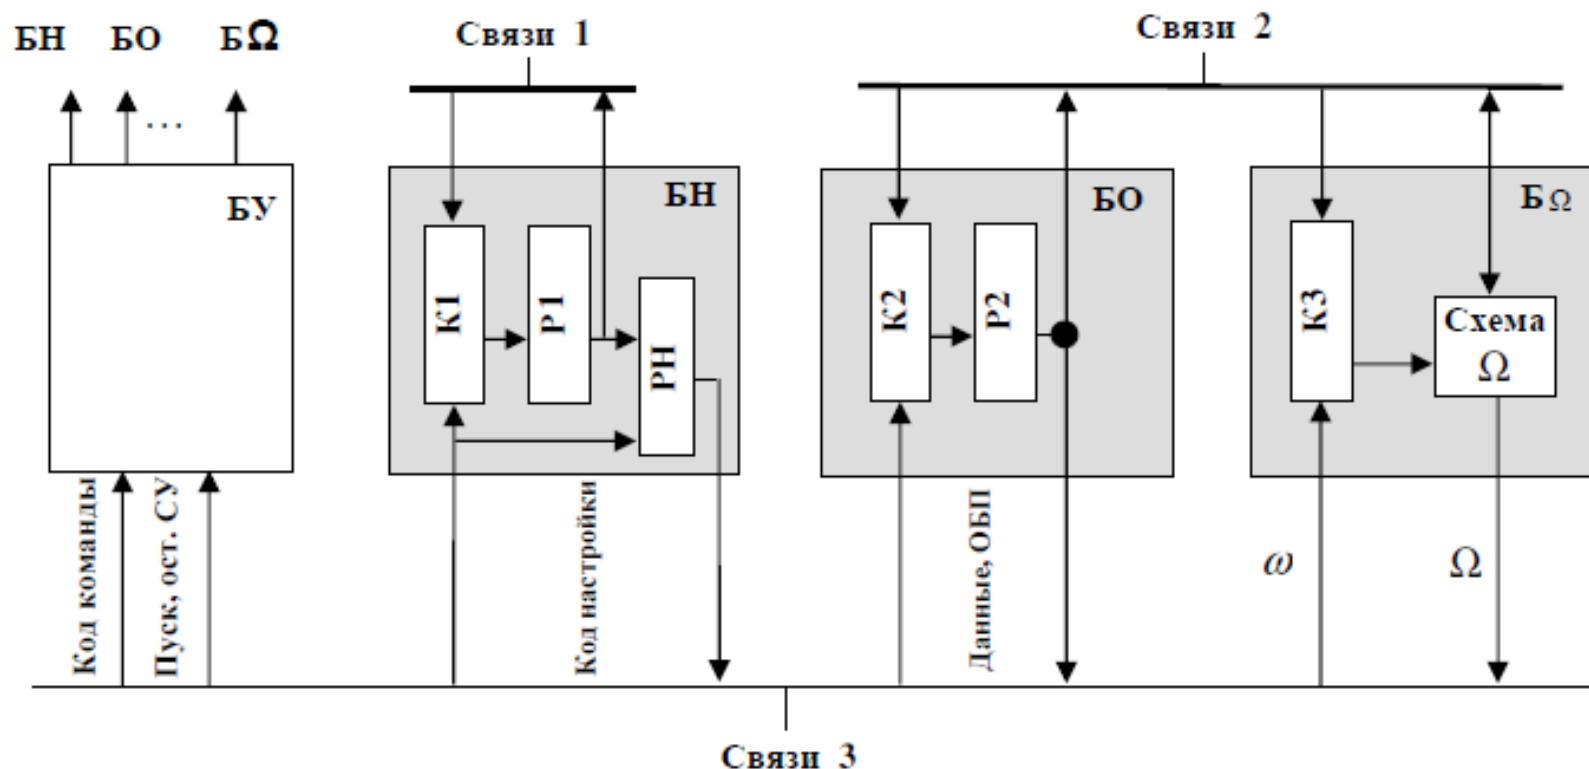 БН БО БΩ
Связи 1
Связи 2
...
БУ
БН
БО
БΩ
К1
Р1
РН
К2
Р2
К3
Схема
Ω
Код команды
Пуск, ост. СУ
Код настройки
Данные, ОБП
ω
Ω
Связи 3